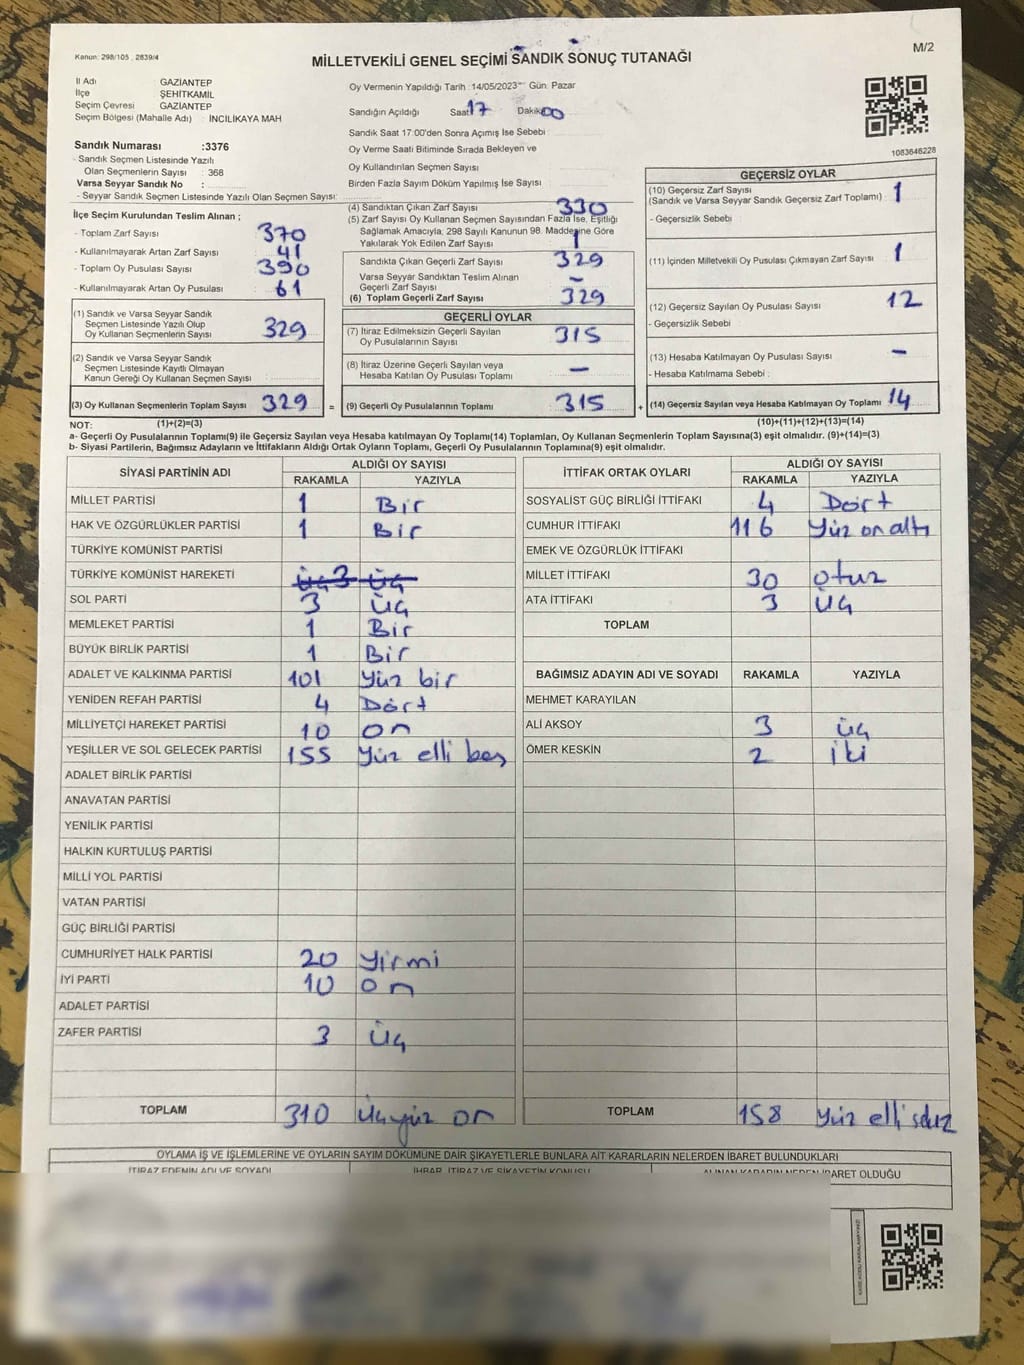 Kanun: 298/105, 2839/4
M/2
MİLLETVEKİLİ GENEL SEÇİMİ SANDIK SONUÇ TUTANAĞI
İl Adı GAZİANTEP
İlçe ŞEHİTKAMİL
Seçim Çevresi GAZİANTEP
Seçim Bölgesi (Mahalle Adı) : İNCİLİKAYA MAH
Sandık Numarası :3376
- Sandık Seçmen Listesinde Yazılı
Olan Seçmenlerin Sayısı : 368
Varsa Seyyar Sandık No :
- Seyyar Sandık Seçmen Listesinde Yazılı Olan Seçmen Sayısı:
Oy Vermenin Yapıldığı Tarih :14/05/2023 Gün: Pazar
Sandığın Açıldığı Saat 17 Dakika 00
Sandık Saat 17:00'den Sonra Açımış İse Sebebi :
Oy Verme Saati Bitiminde Sırada Bekleyen ve
Oy Kullandırılan Seçmen Sayısı :
Birden Fazla Sayım Döküm Yapılmış İse Sayısı :
1083646228
İlçe Seçim Kurulundan Teslim Alınan ;
- Toplam Zarf Sayısı : 370
- Kullanılmayarak Artan Zarf Sayısı : 41
- Toplam Oy Pusulası Sayısı : 390
- Kullanılmayarak Artan Oy Pusulası : 61
(1) Sandık ve Varsa Seyyar Sandık
Seçmen Listesinde Yazılı Olup
Oy Kullanan Seçmenlerin Sayısı : 329
(2) Sandık ve Varsa Seyyar Sandık
Seçmen Listesinde Kayıtlı Olmayan
Kanun Gereği Oy Kullanan Seçmen Sayısı :
(3) Oy Kullanan Seçmenlerin Toplam Sayısı : 329 =
(4) Sandıktan Çıkan Zarf Sayısı : 330
(5) Zarf Sayısı Oy Kullanan Seçmen Sayısından Fazla İse, Eşitliği
Sağlamak Amacıyla, 298 Sayılı Kanunun 98. Maddesine Göre
Yakılarak Yok Edilen Zarf Sayısı : 1
Sandıkta Çıkan Geçerli Zarf Sayısı : 329
Varsa Seyyar Sandıktan Teslim Alınan
Geçerli Zarf Sayısı : –
(6) Toplam Geçerli Zarf Sayısı : 329
GEÇERLİ OYLAR
(7) İtiraz Edilmeksizin Geçerli Sayılan
Oy Pusulalarının Sayısı : 315
(8) İtiraz Üzerine Geçerli Sayılan veya
Hesaba Katılan Oy Pusulası Toplamı : –
(9) Geçerli Oy Pusulalarının Toplamı : 315 +
GEÇERSİZ OYLAR
(10) Geçersiz Zarf Sayısı
(Sandık ve Varsa Seyyar Sandık Geçersiz Zarf Toplamı) : 1
- Geçersizlik Sebebi :
(11) İçinden Milletvekili Oy Pusulası Çıkmayan Zarf Sayısı : 1
(12) Geçersiz Sayılan Oy Pusulası Sayısı : 12
- Geçersizlik Sebebi :
(13) Hesaba Katılmayan Oy Pusulası Sayısı : –
- Hesaba Katılmama Sebebi :
(14) Geçersiz Sayılan veya Hesaba Katılmayan Oy Toplamı : 14
NOT: (1)+(2)=(3) (10)+(11)+(12)+(13)=(14)
a- Geçerli Oy Pusulalarının Toplamı(9) ile Geçersiz Sayılan veya Hesaba katılmayan Oy Toplamı(14) Toplamları, Oy Kullanan Seçmenlerin Toplam Sayısına(3) eşit olmalıdır. (9)+(14)=(3)
b- Siyasi Partilerin, Bağımsız Adayların ve İttifakların Aldığı Ortak Oyların Toplamı, Geçerli Oy Pusulalarının Toplamına(9) eşit olmalıdır.
SİYASİ PARTİNİN ADI ALDIĞI OY SAYISI
RAKAMLA YAZIYLA
MİLLET PARTİSİ 1 Bir
HAK VE ÖZGÜRLÜKLER PARTİSİ 1 Bir
TÜRKİYE KOMÜNİST PARTİSİ
TÜRKİYE KOMÜNİST HAREKETİ Üç 3 Üç
SOL PARTİ 3 Üç
MEMLEKET PARTİSİ 1 Bir
BÜYÜK BİRLİK PARTİSİ 1 Bir
ADALET VE KALKINMA PARTİSİ 101 Yüz bir
YENİDEN REFAH PARTİSİ 4 Dört
MİLLİYETÇİ HAREKET PARTİSİ 10 on
YEŞİLLER VE SOL GELECEK PARTİSİ 155 Yüz elli beş
ADALET BİRLİK PARTİSİ
ANAVATAN PARTİSİ
YENİLİK PARTİSİ
HALKIN KURTULUŞ PARTİSİ
MİLLİ YOL PARTİSİ
VATAN PARTİSİ
GÜÇ BİRLİĞİ PARTİSİ
CUMHURİYET HALK PARTİSİ 20 Yirmi
İYİ PARTİ 10 on
ADALET PARTİSİ
ZAFER PARTİSİ 3 Üç
TOPLAM 310 Üçyüz on
İTTİFAK ORTAK OYLARI ALDIĞI OY SAYISI
RAKAMLA YAZIYLA
SOSYALİST GÜÇ BİRLİĞİ İTTİFAKI 4 Dört
CUMHUR İTTİFAKI 116 Yüz on altı
EMEK VE ÖZGÜRLÜK İTTİFAKI
MİLLET İTTİFAKI 30 otuz
ATA İTTİFAKI 3 Üç
TOPLAM
BAĞIMSIZ ADAYIN ADI VE SOYADI RAKAMLA YAZIYLA
MEHMET KARAYILAN
ALİ AKSOY 3 üç
ÖMER KESKİN 2 iki
TOPLAM 158 Yüz elli sekiz
OYLAMA İŞ VE İŞLEMLERİNE VE OYLARIN SAYIM DÖKÜMÜNE DAİR ŞİKAYETLERLE BUNLARA AİT KARARLARIN NELERDEN İBARET BULUNDUKLARI
İTİRAZ EDENİN ADI VE SOYADI İHBAR, İTİRAZ VE ŞİKAYETİN KONUSU ALINAN KARARIN NEDEN İBARET OLDUĞU